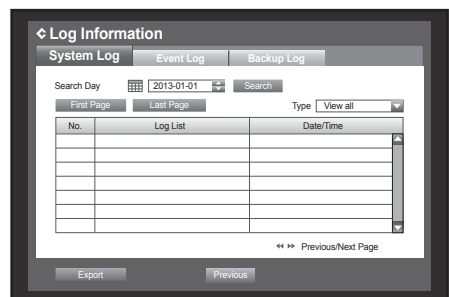 Log Information
System Log Event Log Backup Log
Search Day 2013-01-01 Search
First Page Last Page Type View all
No. Log List Date/Time
Previous/Next Page
Export Previous